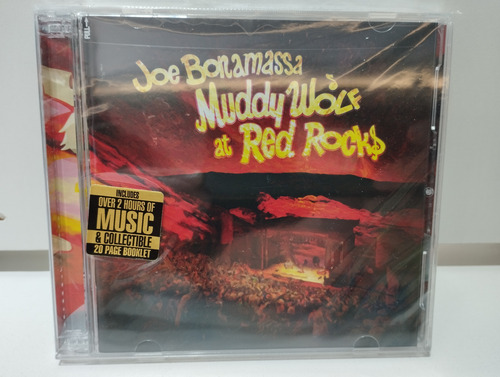 Joe Bonamassa
Muddy Wolf
at Red Rocks
INCLUDES
OVER 2 HOURS OF
MUSIC
& COLLECTIBLE
20 PAGE BOOKLET